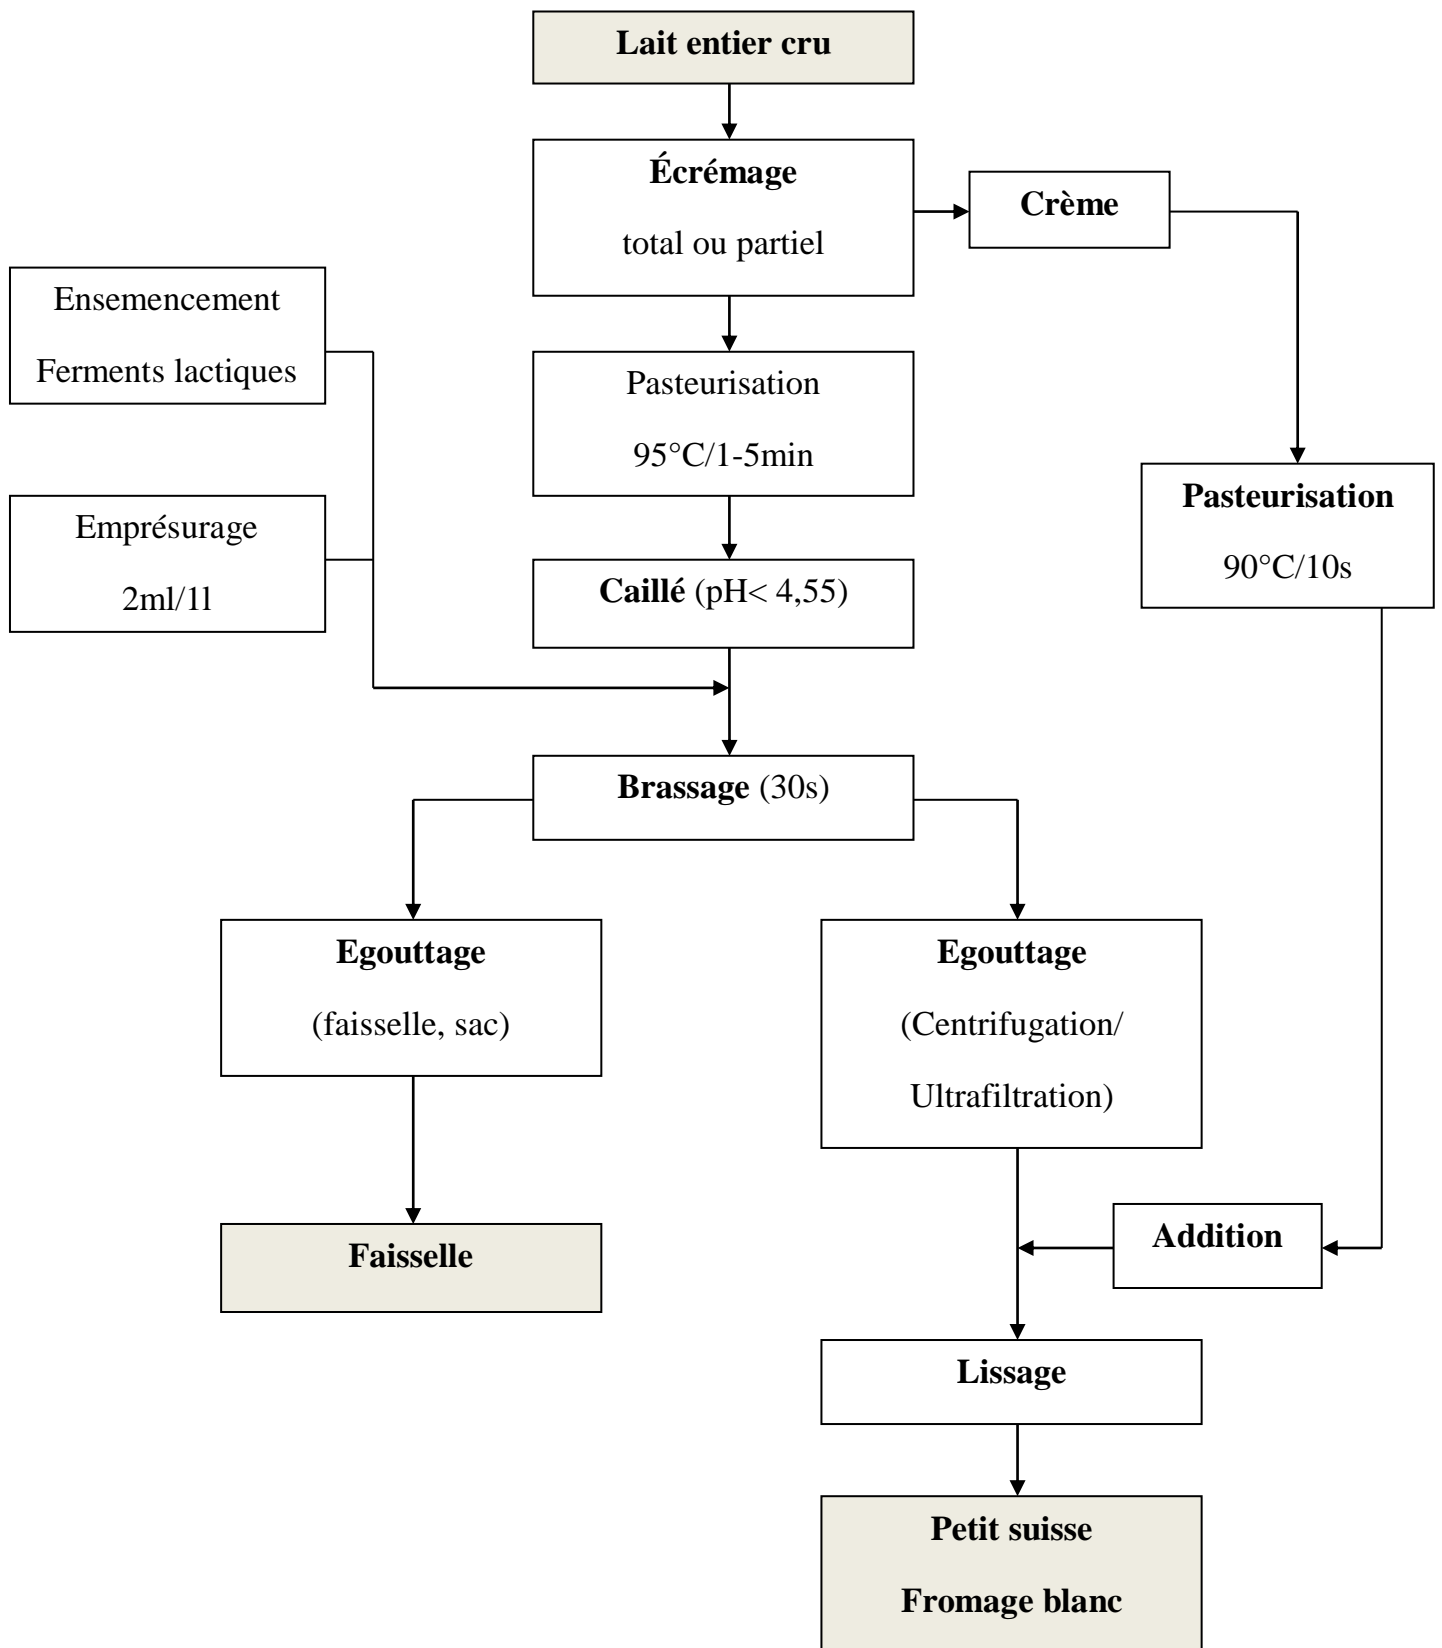 Lait entier cru
Écrémage
total ou partiel
Crème
Ensemencement
Ferments lactiques
Pasteurisation
95°C/1-5min
Pasteurisation
90°C/10s
Emprésurage
2ml/1l
Caillé (pH< 4,55)
Brassage (30s)
Egouttage
(faisselle, sac)
Egouttage
(Centrifugation/
Ultrafiltration)
Faisselle
Addition
Lissage
Petit suisse
Fromage blanc